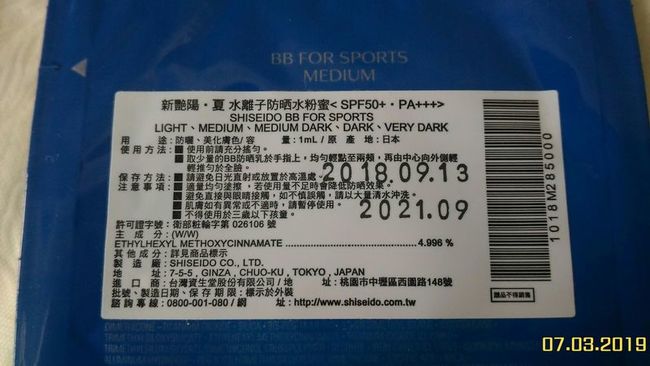 BB FOR SPORTS
MEDIUM
新艷陽・夏 水離子防晒水粉蜜<SPF50+・PA+++>
SHISEIDO BB FOR SPORTS
LIGHT、MEDIUM、MEDIUM DARK、DARK、VERY DARK
用 途:防曬、美化膚色/容 量:1mL/原 產 地:日本
使用方法:■使用前請充分搖勻。
■取少量的BB防晒乳於手指上,均勻輕點至兩頰,再由中心向外側輕
輕推勻於全臉。
保存方法:■請避免日光直射或放置於高溫處。
2018.09.13
注意事項:■適量均勻塗擦,若使用量不足時會降低防晒效果。
■避免直接與眼睛接觸,如不慎誤觸,請以大量清水沖洗。
■肌膚如有異常或不適時,請暫停使用。
2021.09
■不得使用於三歲以下孩童。
許可證字號:衛部粧輸字第 026106 號
主 成 分:(W/W)
ETHYLHEXYL METHOXYCINNAMATE 4.996 %
其 他 成 分:詳見商品標示
製 造 廠:SHISEIDO CO., LTD.
地 址:7-5-5 , GINZA , CHUO-KU , TOKYO , JAPAN
進 口 商:台灣資生堂股份有限公司/地 址:桃園市中壢區西園路148號
批號、製造日期、保存期限:標示於外裝
諮詢專線:0800-001-080/網 址:http://www.shiseido.com.tw
1018M285000
贈品不得銷售
07.03.2019